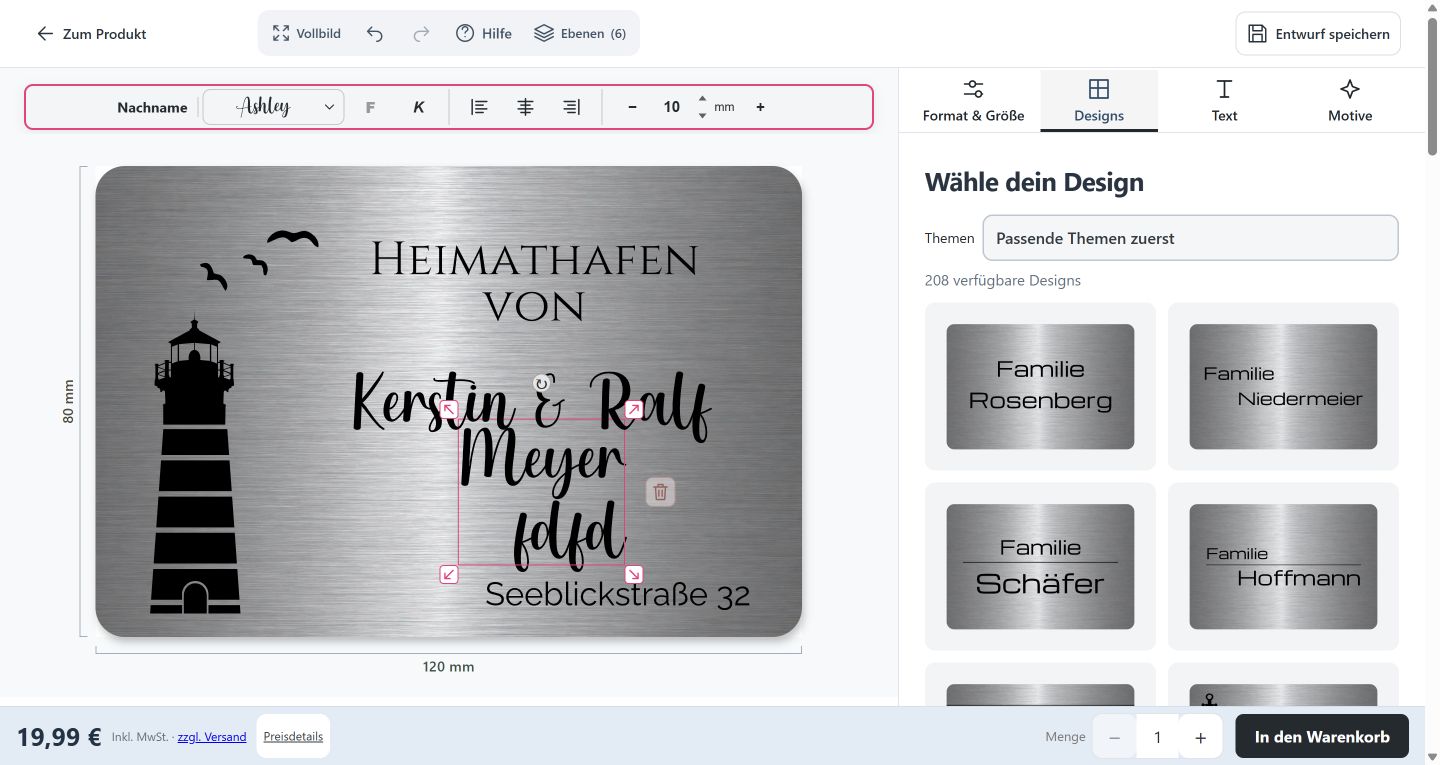 Zum Produkt
Vollbild
Hilfe
Ebenen (6)
Entwurf speichern
Nachname
Ashley
F
K
10
mm
Format & Größe
Designs
Text
Motive
80 mm
Heimathafen
von
Kerstin & Ralf
Meyer
fdfd
Seeblickstraße 32
120 mm
Wähle dein Design
Themen
Passende Themen zuerst
208 verfügbare Designs
Familie
Rosenberg
Familie
Niedermeier
Familie
Schäfer
Familie
Hoffmann
19,99 €
Inkl. MwSt. · zzgl. Versand
Preisdetails
Menge
1
In den Warenkorb